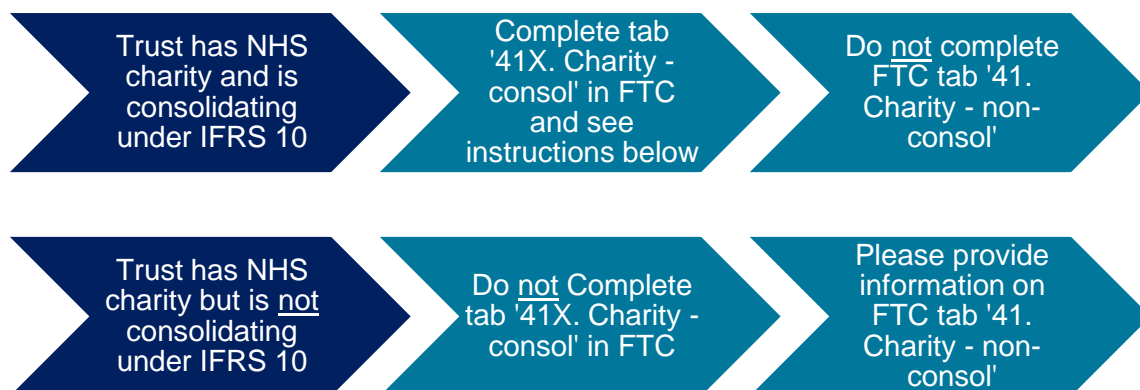 Trust has NHS
charity and is
consolidating
under IFRS 10
Complete tab
'41X. Charity -
consol' in FTC
and see
instructions below
Do not complete
FTC tab '41.
Charity - non-
consol'
Trust has NHS
charity but is not
consolidating
under IFRS 10
Do not Complete
tab '41X. Charity -
consol' in FTC
Please provide
information on
FTC tab '41.
Charity - non-
consol'